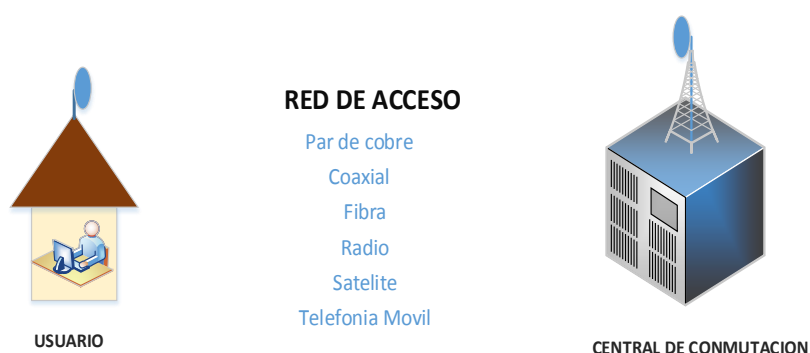 RED DE ACCESO
Par de cobre
Coaxial
Fibra
Radio
Satelite
Telefonia Movil
USUARIO
CENTRAL DE CONMUTACION